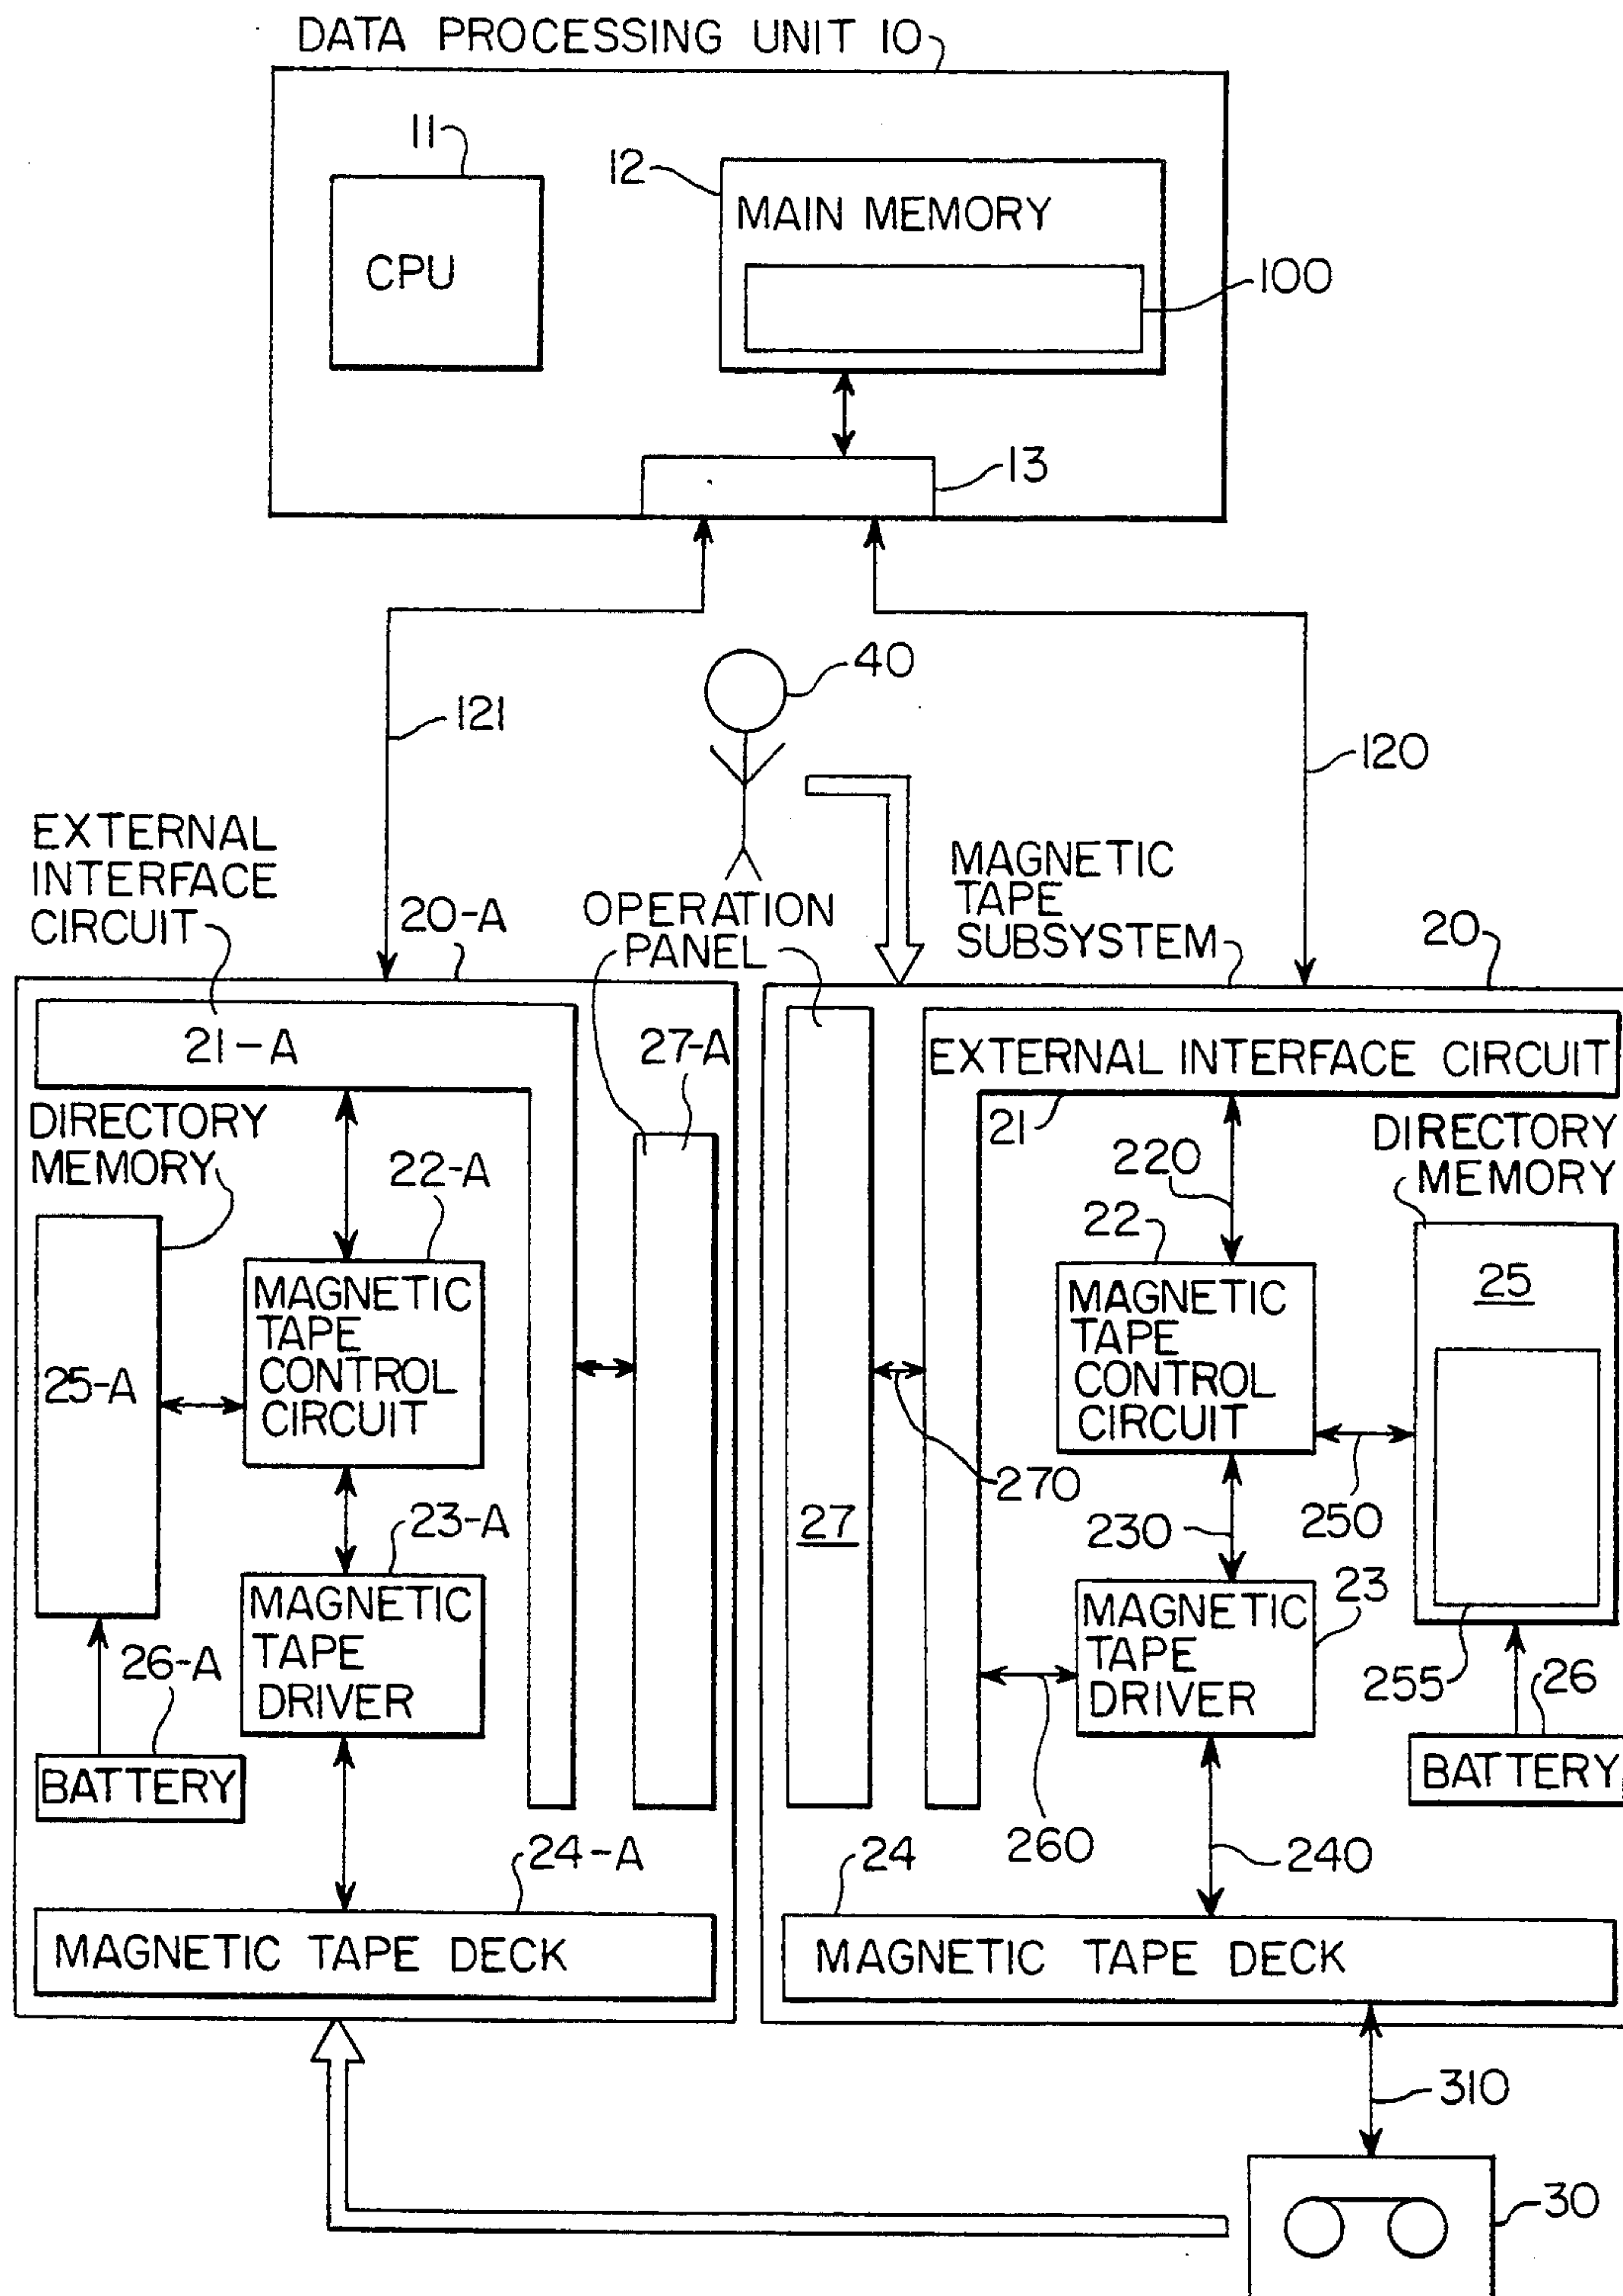 DATA PROCESSING UNIT 10
11
12
MAIN MEMORY
CPU
100
13
40
121
120
EXTERNAL
INTERFACE
CIRCUIT
20-A
OPERATION
PANEL
MAGNETIC
TAPE
SUBSYSTEM
20
21-A
27-A
EXTERNAL INTERFACE CIRCUIT
21
DIRECTORY
MEMORY
22-A
220
DIRECTORY
MEMORY
22
25
MAGNETIC
TAPE
CONTROL
CIRCUIT
25-A
MAGNETIC
TAPE
CONTROL
CIRCUIT
270
250
27
230
23-A
23
MAGNETIC
TAPE
DRIVER
MAGNETIC
TAPE
DRIVER
26-A
255
26
BATTERY
BATTERY
260
240
24-A
24
MAGNETIC TAPE DECK
MAGNETIC TAPE DECK
310
30